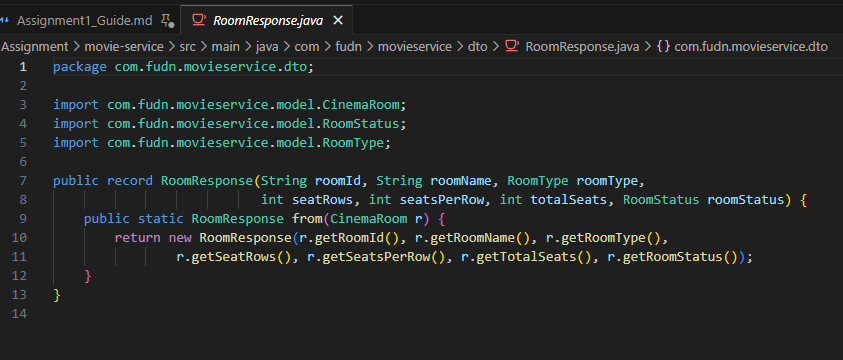 Assignment1_Guide.md
RoomResponse.java
Assignment > movie-service > src > main > java > com > fudn > movieservice > dto > RoomResponse.java > {} com.fudn.movieservice.dto
1 package com.fudn.movieservice.dto;
2
3 import com.fudn.movieservice.model.CinemaRoom;
4 import com.fudn.movieservice.model.RoomStatus;
5 import com.fudn.movieservice.model.RoomType;
6
7 public record RoomResponse(String roomId, String roomName, RoomType roomType,
8                            int seatRows, int seatsPerRow, int totalSeats, RoomStatus roomStatus) {
9     public static RoomResponse from(CinemaRoom r) {
10         return new RoomResponse(r.getRoomId(), r.getRoomName(), r.getRoomType(),
11                 r.getSeatRows(), r.getSeatsPerRow(), r.getTotalSeats(), r.getRoomStatus());
12     }
13 }
14